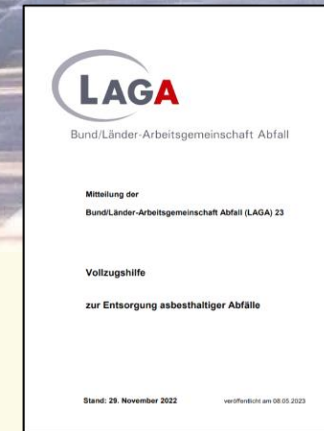 LAGA
Bund/Länder-Arbeitsgemeinschaft Abfall
Mitteilung der
Bund/Länder-Arbeitsgemeinschaft Abfall (LAGA) 23
Vollzugshilfe
zur Entsorgung asbesthaltiger Abfälle
Stand: 29. November 2022 veröffentlicht am 08.05.2023